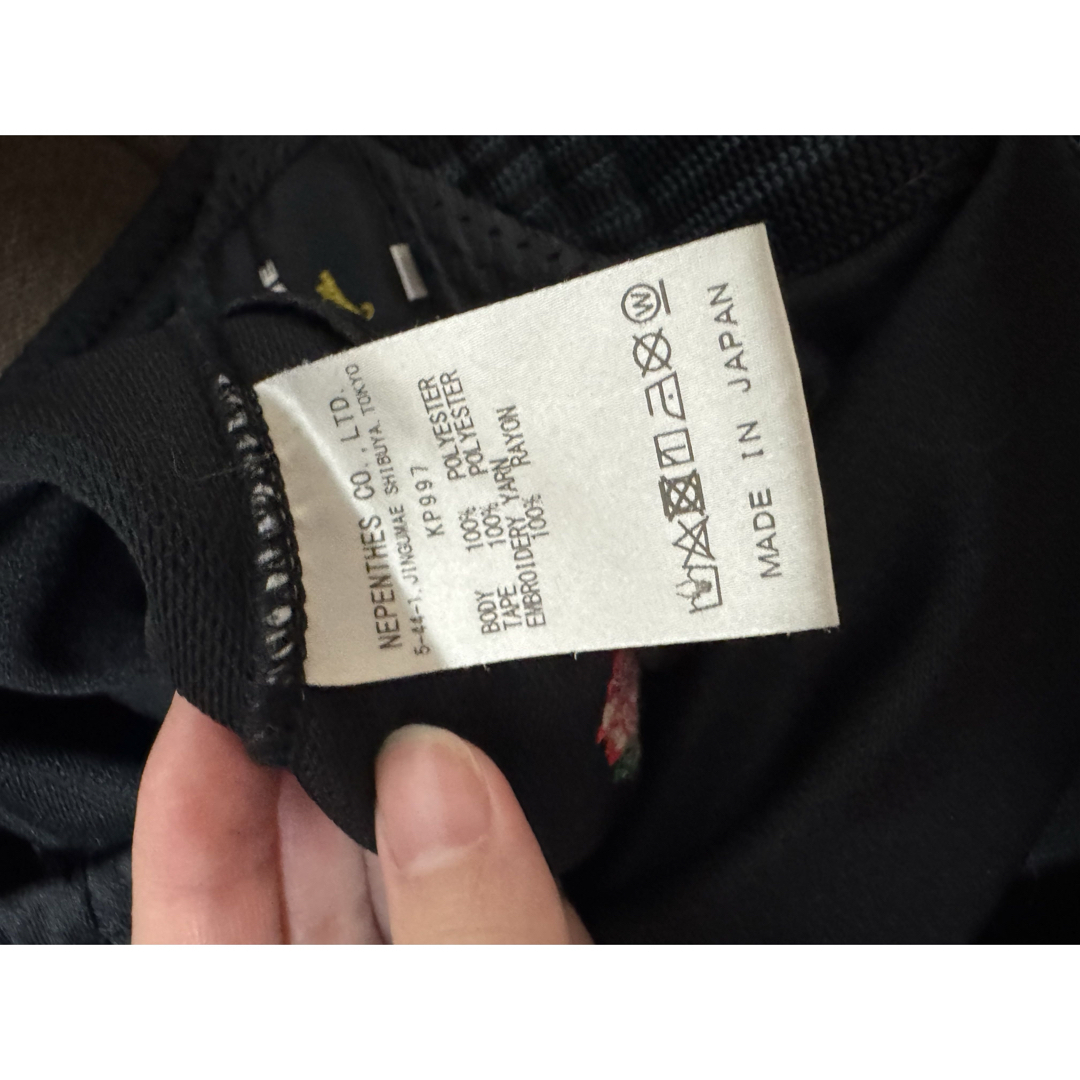 NEPENTHES CO., LTD.
5-44-1, JINGUMAE SHIBUYA, TOKYO
KP997
BODY 100% POLYESTER
TAPE 100% POLYESTER
EMBROIDERY YARN
100% RAYON
W
MADE IN JAPAN